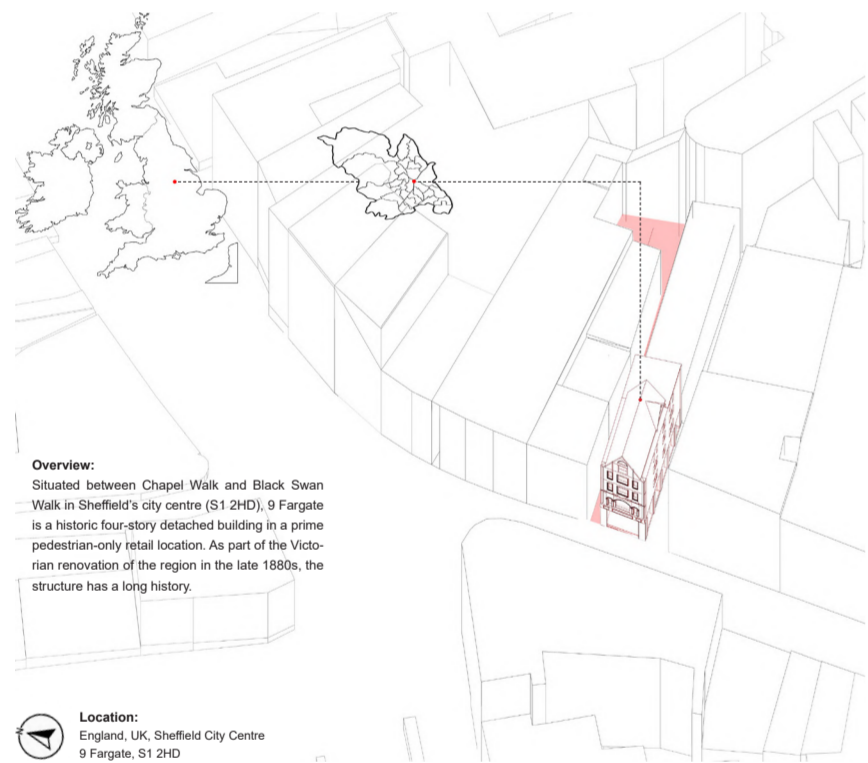 Overview:
Situated between Chapel Walk and Black Swan
Walk in Sheffield's city centre (S1 2HD), 9 Fargate
is a historic four-story detached building in a prime
pedestrian-only retail location. As part of the Victo-
rian renovation of the region in the late 1880s, the
structure has a long history.
N
Location:
England, UK, Sheffield City Centre
9 Fargate, S1 2HD